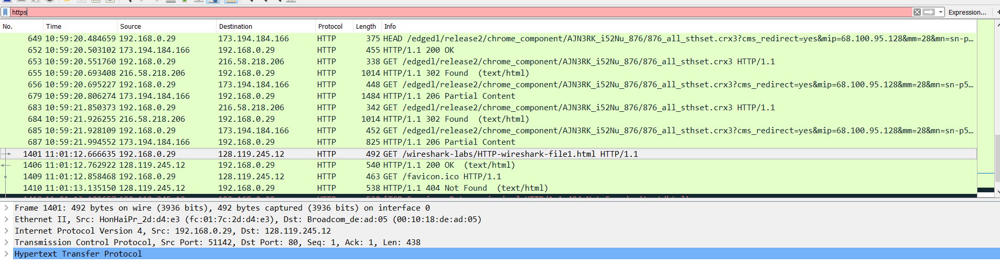 https Expression...
No. Time Source Destination Protocol Length Info
649 10:59:20.484659 192.168.0.29 173.194.184.166 HTTP 375 HEAD /edgedl/release2/chrome_component/AJN3RK_i52Nu_876/876_all_sthset.crx3?cms_redirect=yes&mip=68.100.95.128&mm=28&mn=sn-p…
652 10:59:20.503102 173.194.184.166 192.168.0.29 HTTP 455 HTTP/1.1 200 OK
653 10:59:20.551760 192.168.0.29 216.58.218.206 HTTP 338 GET /edgedl/release2/chrome_component/AJN3RK_i52Nu_876/876_all_sthset.crx3 HTTP/1.1
655 10:59:20.693408 216.58.218.206 192.168.0.29 HTTP 1014 HTTP/1.1 302 Found (text/html)
656 10:59:20.695227 192.168.0.29 173.194.184.166 HTTP 448 GET /edgedl/release2/chrome_component/AJN3RK_i52Nu_876/876_all_sthset.crx3?cms_redirect=yes&mip=68.100.95.128&mm=28&mn=sn-p5…
679 10:59:20.806274 173.194.184.166 192.168.0.29 HTTP 1484 HTTP/1.1 206 Partial Content
683 10:59:21.850373 192.168.0.29 216.58.218.206 HTTP 342 GET /edgedl/release2/chrome_component/AJN3RK_i52Nu_876/876_all_sthset.crx3 HTTP/1.1
684 10:59:21.926255 216.58.218.206 192.168.0.29 HTTP 1014 HTTP/1.1 302 Found (text/html)
685 10:59:21.928109 192.168.0.29 173.194.184.166 HTTP 452 GET /edgedl/release2/chrome_component/AJN3RK_i52Nu_876/876_all_sthset.crx3?cms_redirect=yes&mip=68.100.95.128&mm=28&mn=sn-p5…
687 10:59:21.994552 173.194.184.166 192.168.0.29 HTTP 825 HTTP/1.1 206 Partial Content
1401 11:01:12.666635 192.168.0.29 128.119.245.12 HTTP 492 GET /wireshark-labs/HTTP-wireshark-file1.html HTTP/1.1
1406 11:01:12.762922 128.119.245.12 192.168.0.29 HTTP 540 HTTP/1.1 200 OK (text/html)
1409 11:01:12.858468 192.168.0.29 128.119.245.12 HTTP 463 GET /favicon.ico HTTP/1.1
1410 11:01:13.135150 128.119.245.12 192.168.0.29 HTTP 538 HTTP/1.1 404 Not Found (text/html)
Frame 1401: 492 bytes on wire (3936 bits), 492 bytes captured (3936 bits) on interface 0
Ethernet II, Src: HonHaiPr_2d:d4:e3 (fc:01:7c:2d:d4:e3), Dst: Broadcom_de:ad:05 (00:10:18:de:ad:05)
Internet Protocol Version 4, Src: 192.168.0.29, Dst: 128.119.245.12
Transmission Control Protocol, Src Port: 51142, Dst Port: 80, Seq: 1, Ack: 1, Len: 438
Hypertext Transfer Protocol